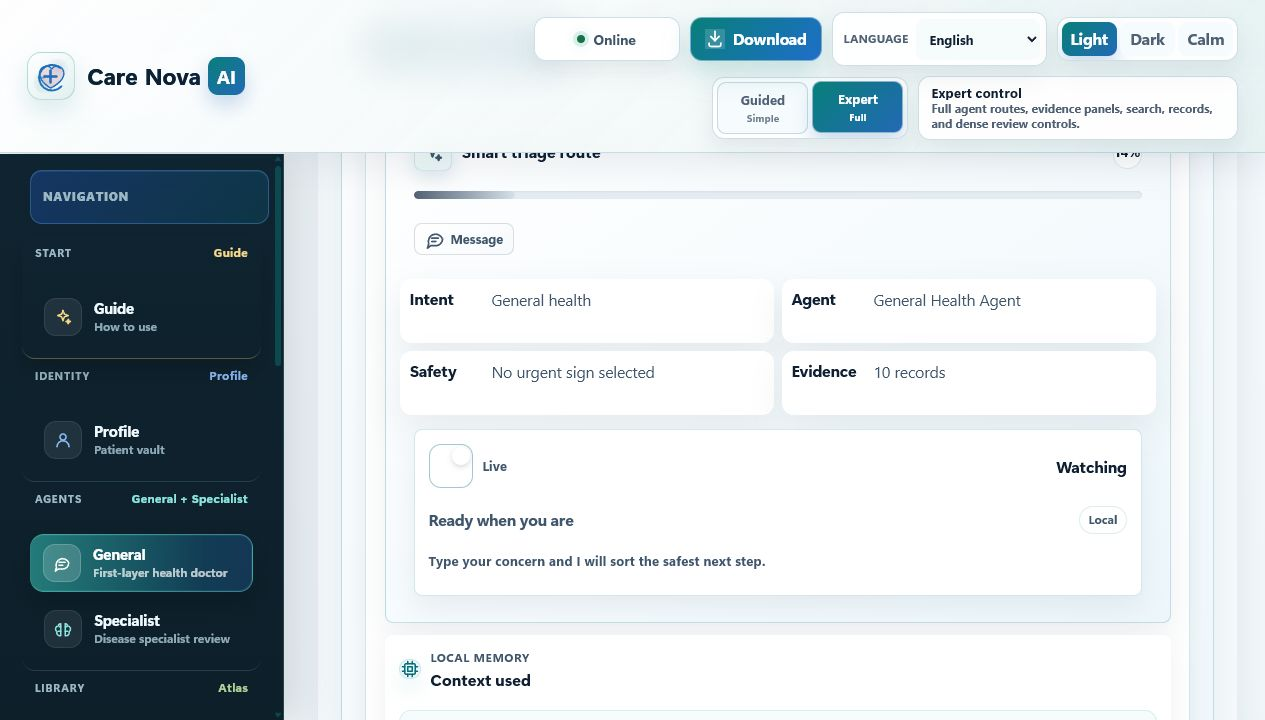 Care Nova AI
Online
Download
LANGUAGE English
Light Dark Calm
Guided
Simple
Expert
Full
Expert control
Full agent routes, evidence panels, search, records,
and dense review controls.
NAVIGATION
START Guide
Guide
How to use
IDENTITY Profile
Profile
Patient vault
AGENTS General + Specialist
General
First-layer health doctor
Specialist
Disease specialist review
LIBRARY Atlas
Smart triage route 14%
Message
Intent General health
Agent General Health Agent
Safety No urgent sign selected
Evidence 10 records
Live Watching
Ready when you are Local
Type your concern and I will sort the safest next step.
LOCAL MEMORY
Context used